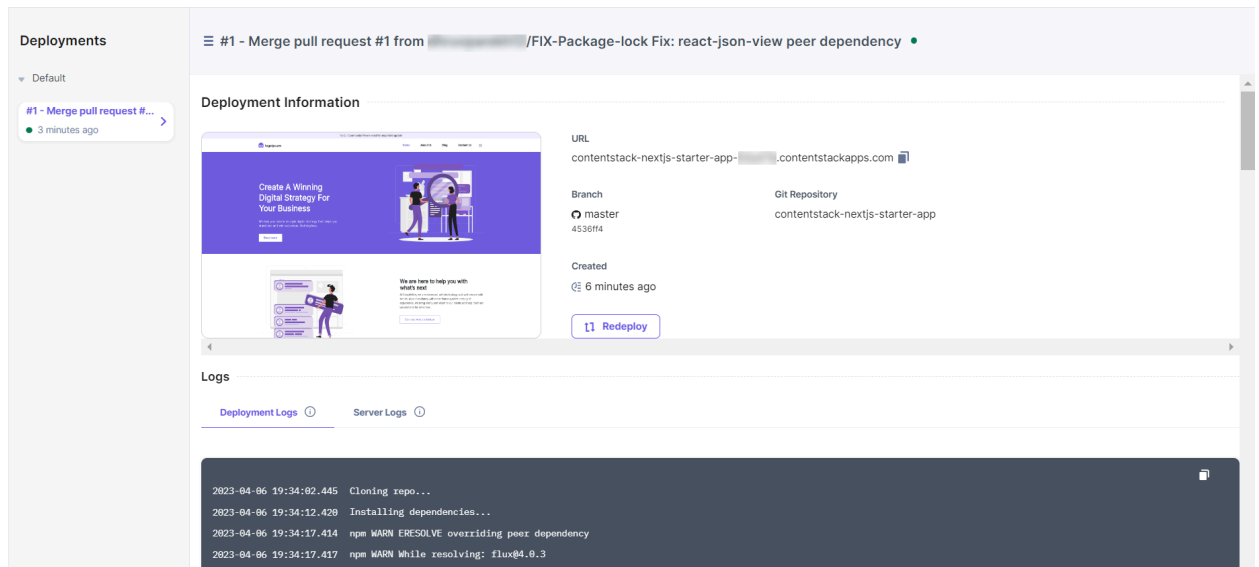 Deployments
Default
#1 - Merge pull request #...
3 minutes ago
#1 - Merge pull request #1 from /FIX-Package-lock Fix: react-json-view peer dependency
Deployment Information
Create A Winning
Digital Strategy For
Your Business
We are here to help you with
what's next
URL
contentstack-nextjs-starter-app- .contentstackapps.com
Branch
Git Repository
master
contentstack-nextjs-starter-app
4536ff4
Created
6 minutes ago
Redeploy
Logs
Deployment Logs
Server Logs
2023-04-06 19:34:02.445 Cloning repo...
2023-04-06 19:34:12.420 Installing dependencies...
2023-04-06 19:34:17.414 npm WARN ERESOLVE overriding peer dependency
2023-04-06 19:34:17.417 npm WARN While resolving: flux@4.0.3